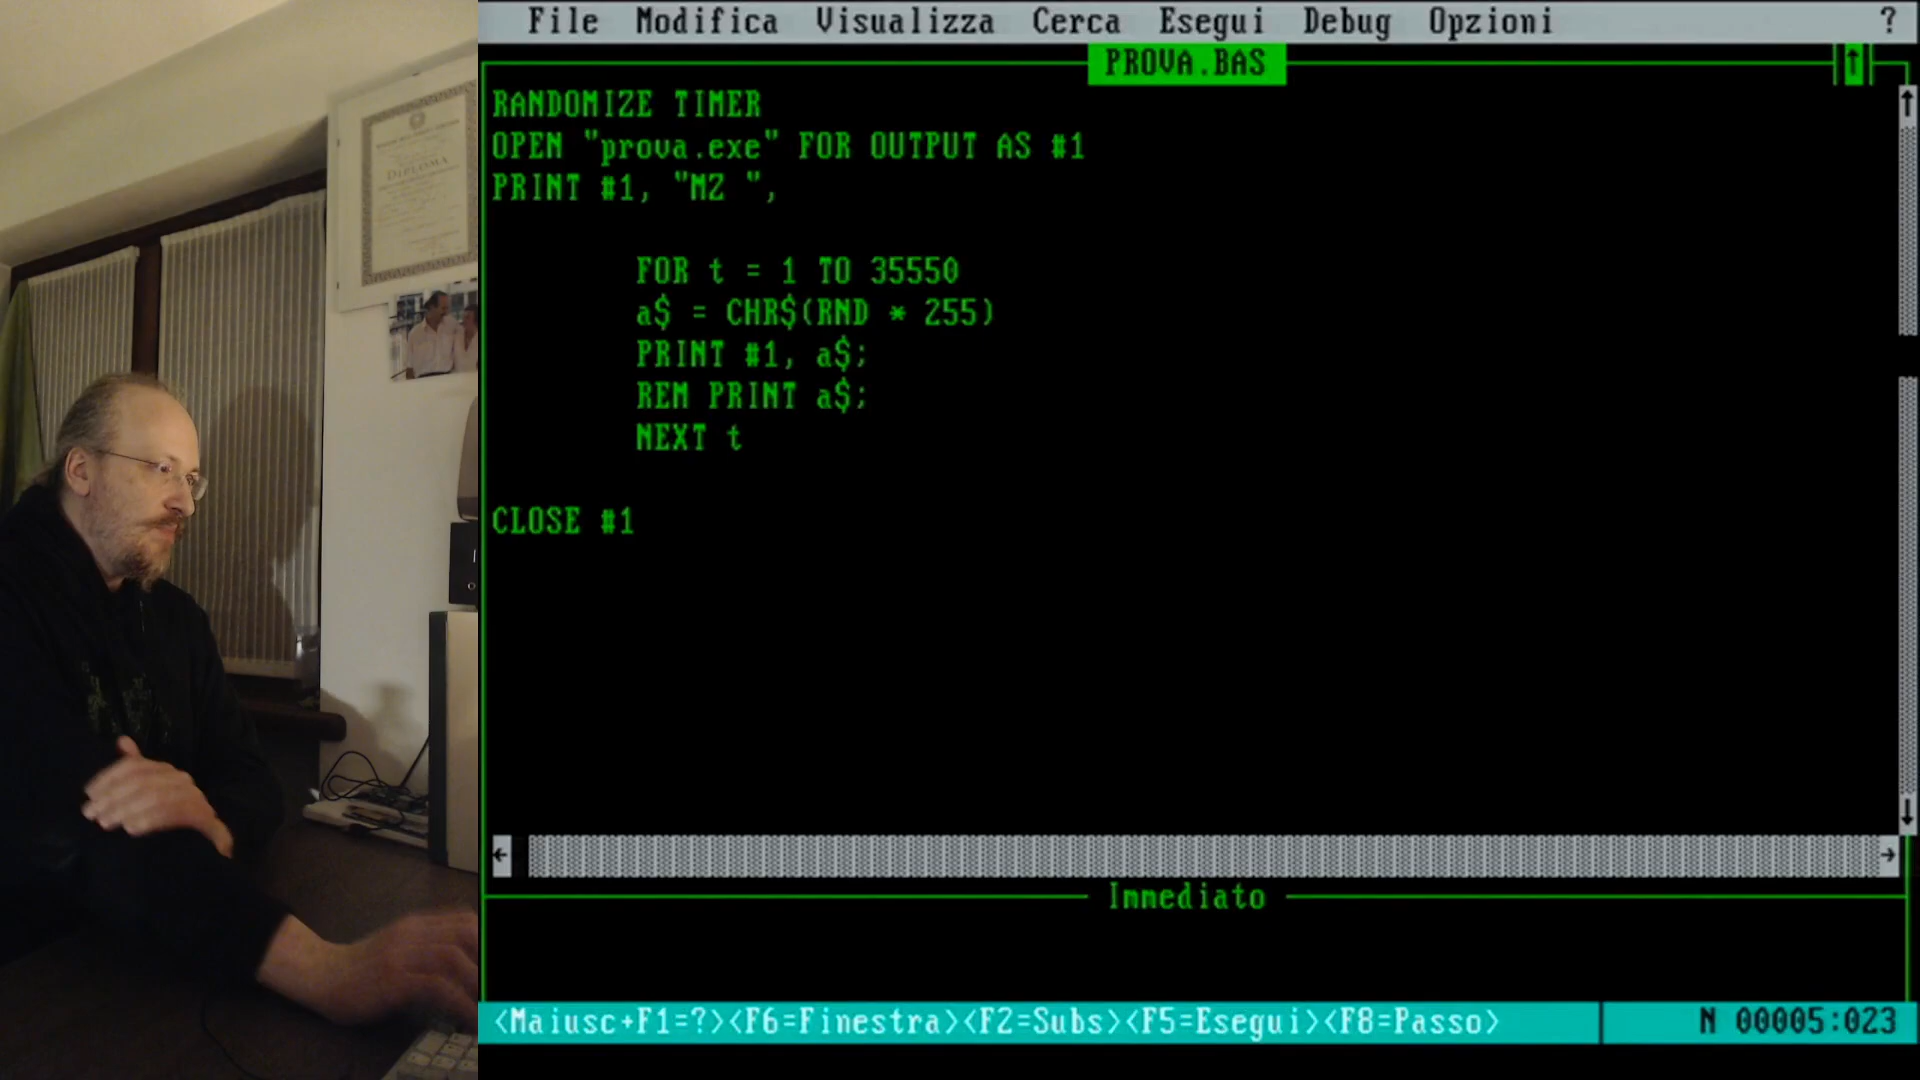 DIPLOMA
File Modifica Visualizza Cerca Esegui Debug Opzioni ?
PROVA.BAS
RANDOMIZE TIMER
OPEN "prova.exe" FOR OUTPUT AS #1
PRINT #1, "MZ ",
FOR t = 1 TO 35550
a$ = CHR$(RND * 255)
PRINT #1, a$;
REM PRINT a$;
NEXT t
CLOSE #1
Immediato
<Maiusc+F1=?><F6=Finestra><F2=Subs><F5=Esegui><F8=Passo> N 00005:023